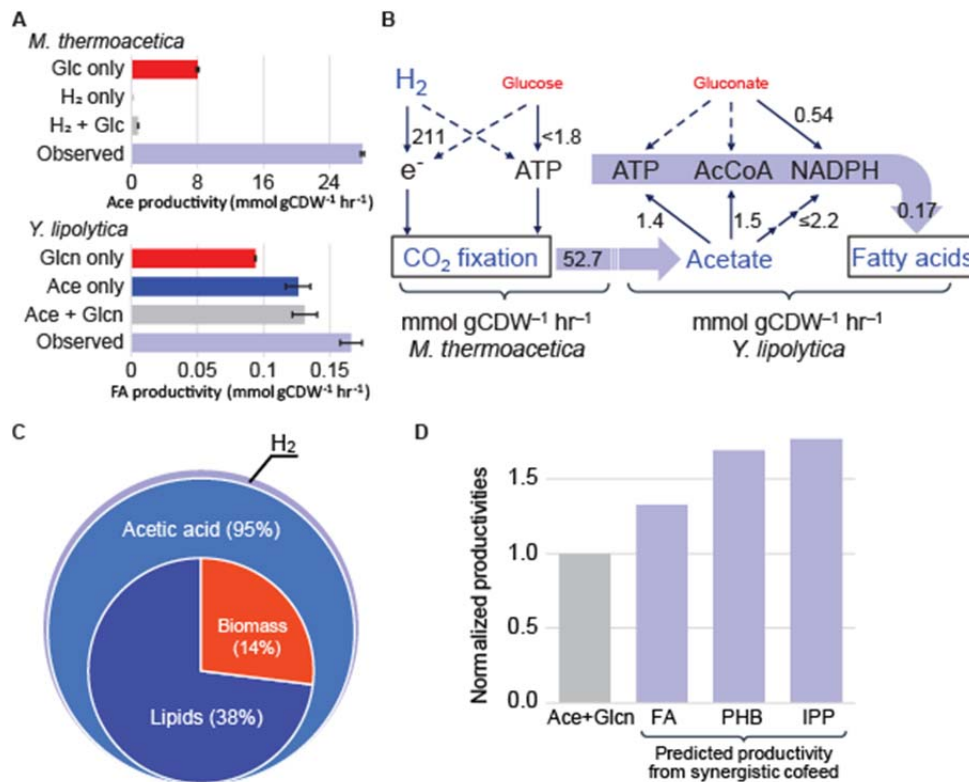 A
M. thermoacetica
Glc only
H₂ only
H₂ + Glc
Observed
0 8 16 24
Ace productivity (mmol gCDW⁻¹ hr⁻¹)
Y. lipolytica
Glcn only
Ace only
Ace + Glcn
Observed
0 0.05 0.1 0.15
FA productivity (mmol gCDW⁻¹ hr⁻¹)
B
H₂ Glucose Gluconate
211 <1.8 0.54
e⁻ ATP ATP AcCoA NADPH
1.4 1.5 ≤2.2 0.17
CO₂ fixation 52.7 Acetate Fatty acids
mmol gCDW⁻¹ hr⁻¹ mmol gCDW⁻¹ hr⁻¹
M. thermoacetica Y. lipolytica
C
H₂
Acetic acid (95%)
Biomass
(14%)
Lipids (38%)
D
Normalized productivities
1.5
1.0
0.5
0.0
Ace+Glcn FA PHB IPP
Predicted productivity
from synergistic cofeed